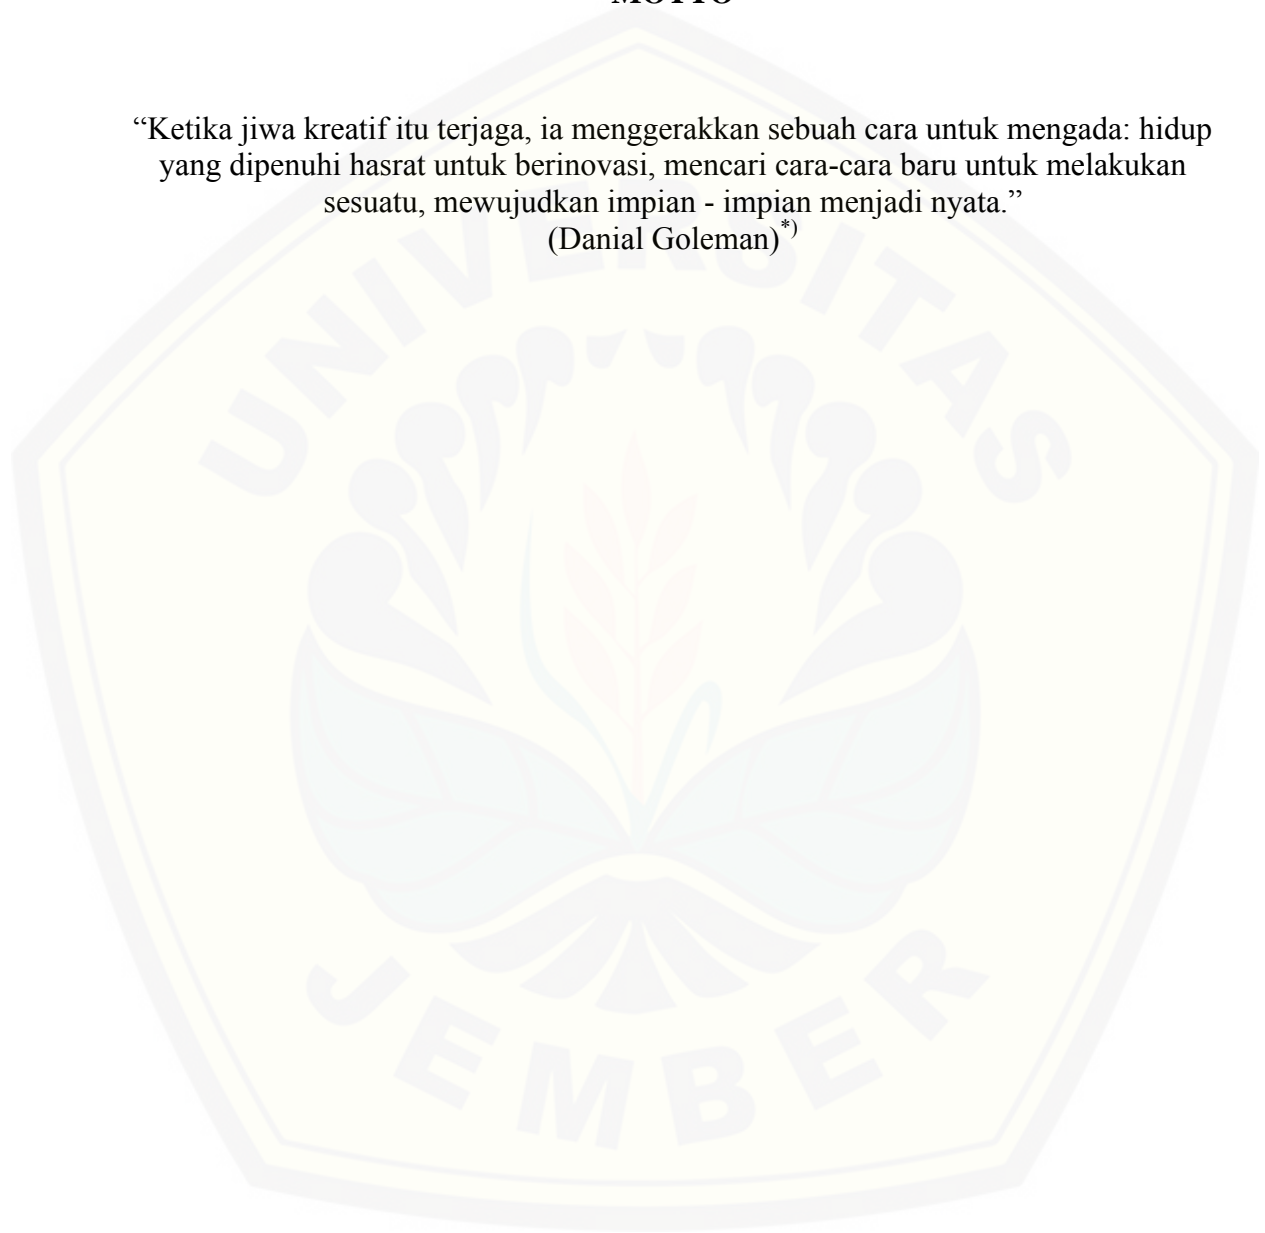 MOTTO
“Ketika jiwa kreatif itu terjaga, ia menggerakkan sebuah cara untuk mengada: hidup
yang dipenuhi hasrat untuk berinovasi, mencari cara-cara baru untuk melakukan
sesuatu, mewujudkan impian - impian menjadi nyata.”
(Danial Goleman)*)
UNIVERSITAS
JEMBER